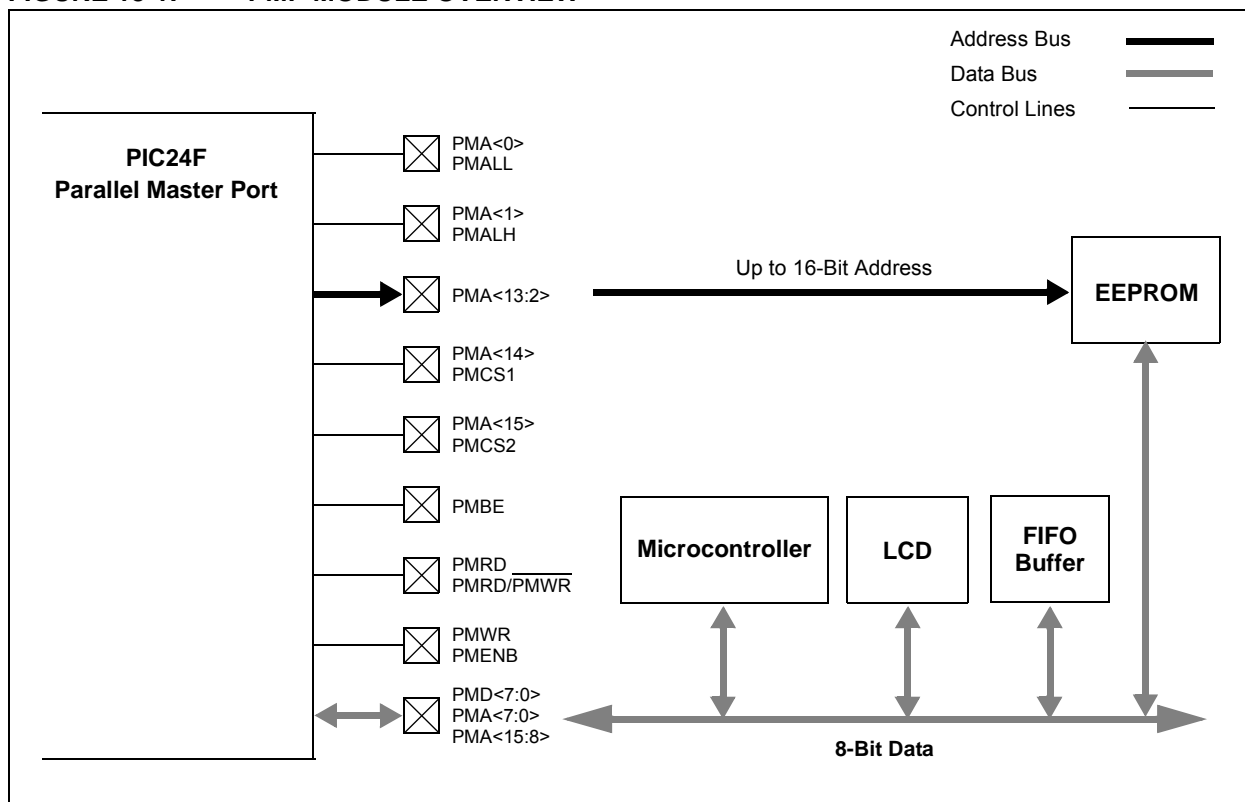 Address Bus
Data Bus
Control Lines
PIC24F
Parallel Master Port
PMA<0>
PMALL
PMA<1>
PMALH
PMA<13:2>
Up to 16-Bit Address
EEPROM
PMA<14>
PMCS1
PMA<15>
PMCS2
PMBE
Microcontroller
LCD
FIFO
Buffer
PMRD
PMRD/PMWR
PMWR
PMENB
PMD<7:0>
PMA<7:0>
PMA<15:8>
8-Bit Data